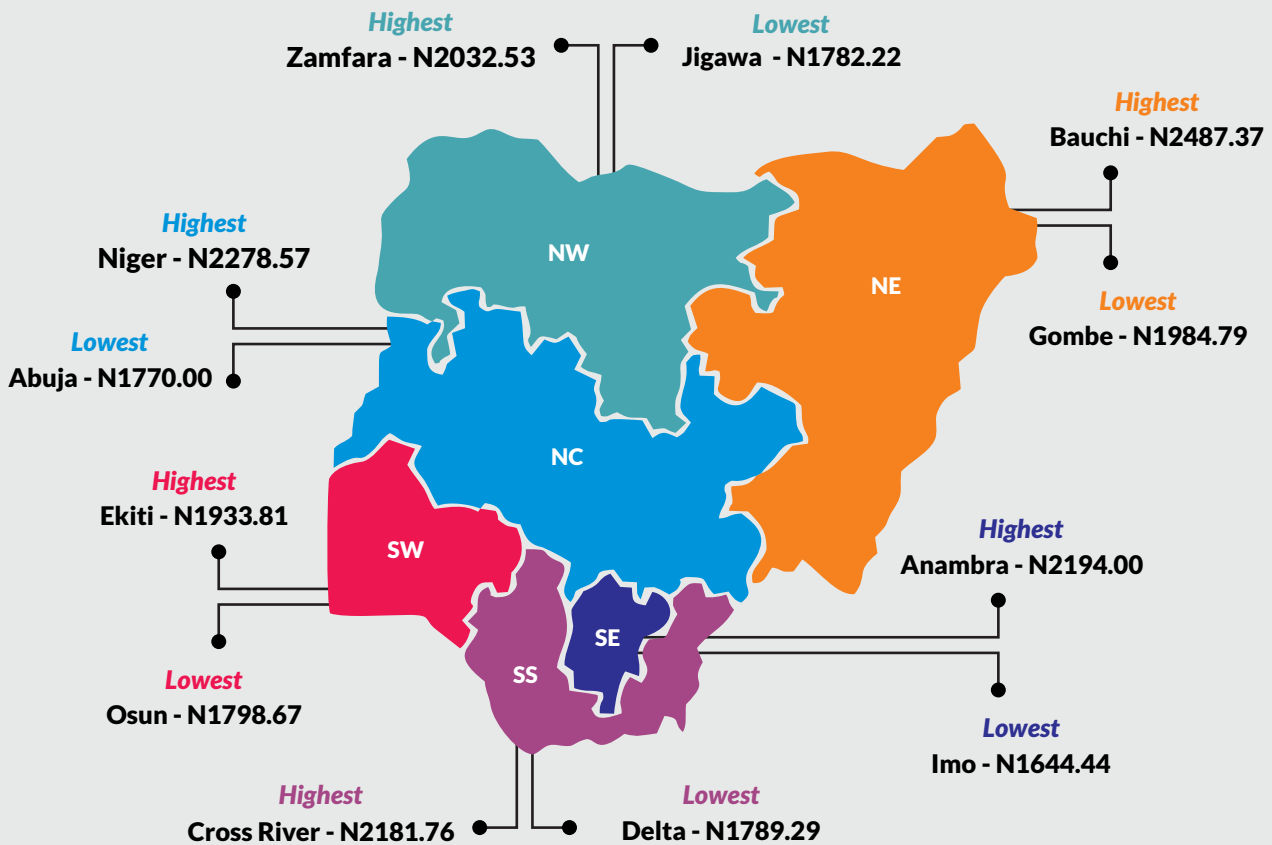 Highest
Zamfara - N2032.53
Lowest
Jigawa - N1782.22
Highest
Bauchi - N2487.37
Highest
Niger - N2278.57
NW
NE
Lowest
Gombe - N1984.79
Lowest
Abuja - N1770.00
NC
Highest
Ekiti - N1933.81
SW
Highest
Anambra - N2194.00
SE
SS
Lowest
Osun - N1798.67
Lowest
Imo - N1644.44
Highest
Cross River - N2181.76
Lowest
Delta - N1789.29